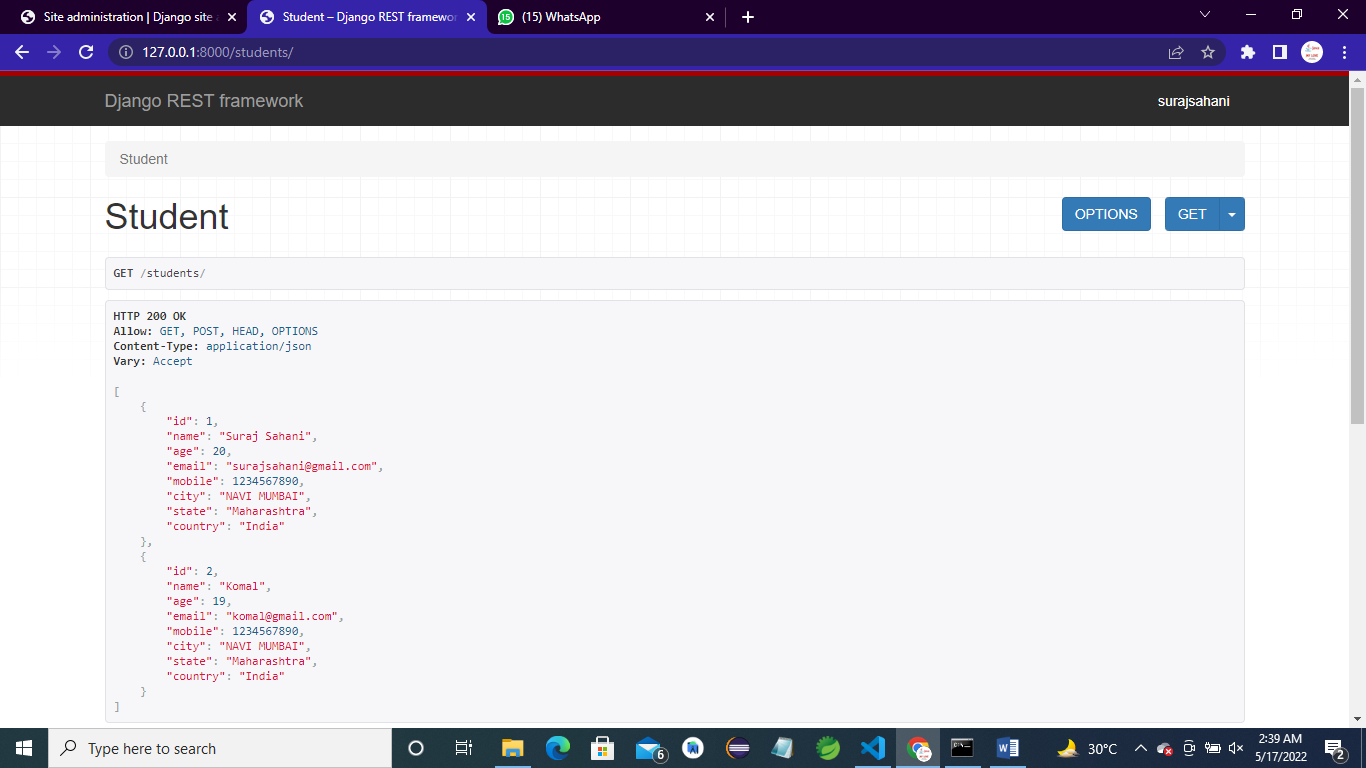 Site administration | Django site a
Student – Django REST framewor
(15) WhatsApp
127.0.0.1:8000/students/
Django REST framework
surajsahani
Student
Student
OPTIONS
GET
GET /students/
HTTP 200 OK
Allow: GET, POST, HEAD, OPTIONS
Content-Type: application/json
Vary: Accept
[
    {
        "id": 1,
        "name": "Suraj Sahani",
        "age": 20,
        "email": "surajsahani@gmail.com",
        "mobile": 1234567890,
        "city": "NAVI MUMBAI",
        "state": "Maharashtra",
        "country": "India"
    },
    {
        "id": 2,
        "name": "Komal",
        "age": 19,
        "email": "komal@gmail.com",
        "mobile": 1234567890,
        "city": "NAVI MUMBAI",
        "state": "Maharashtra",
        "country": "India"
    }
]
Type here to search
6
30°C
2:39 AM
5/17/2022
2